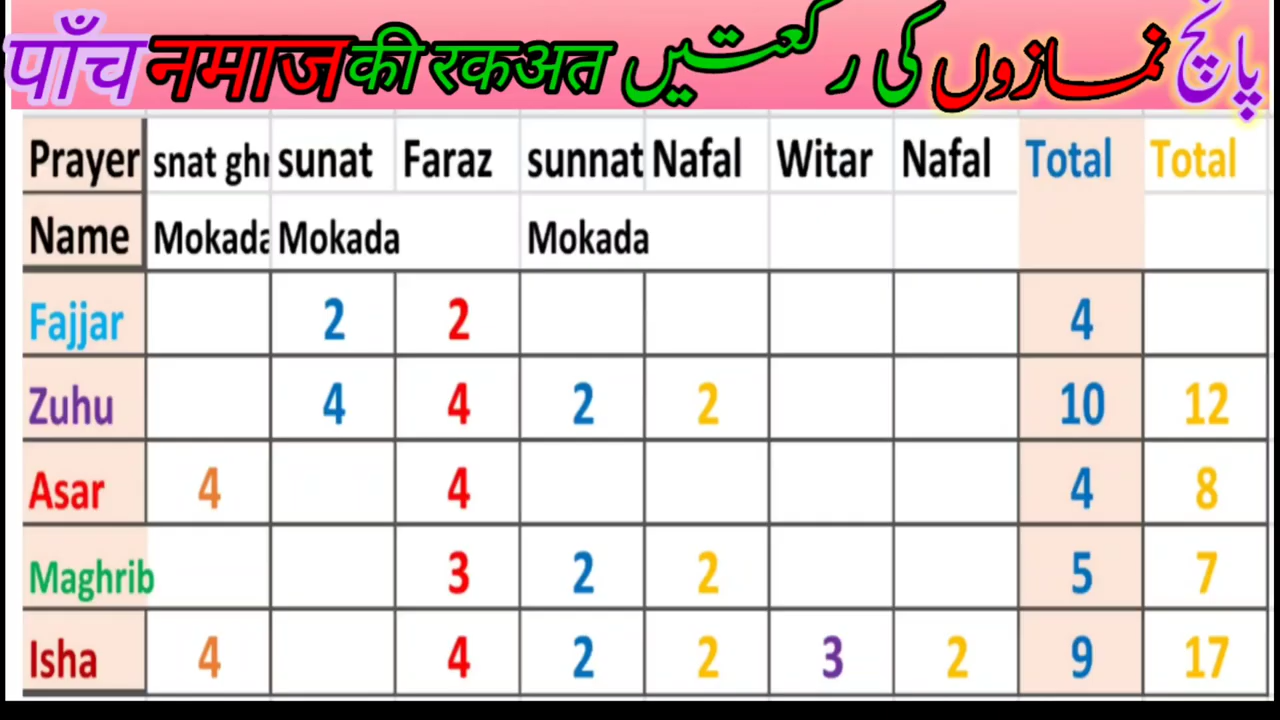 पाँच नमाज की रकअत پانچ نمازوں کی رکعتیں
Prayer snat ghr sunat Faraz sunnat Nafal Witar Nafal Total Total
Name Mokada Mokada Mokada
Fajjar 2 2 4
Zuhu 4 4 2 2 10 12
Asar 4 4 4 8
Maghrib 3 2 2 5 7
Isha 4 4 2 2 3 2 9 17